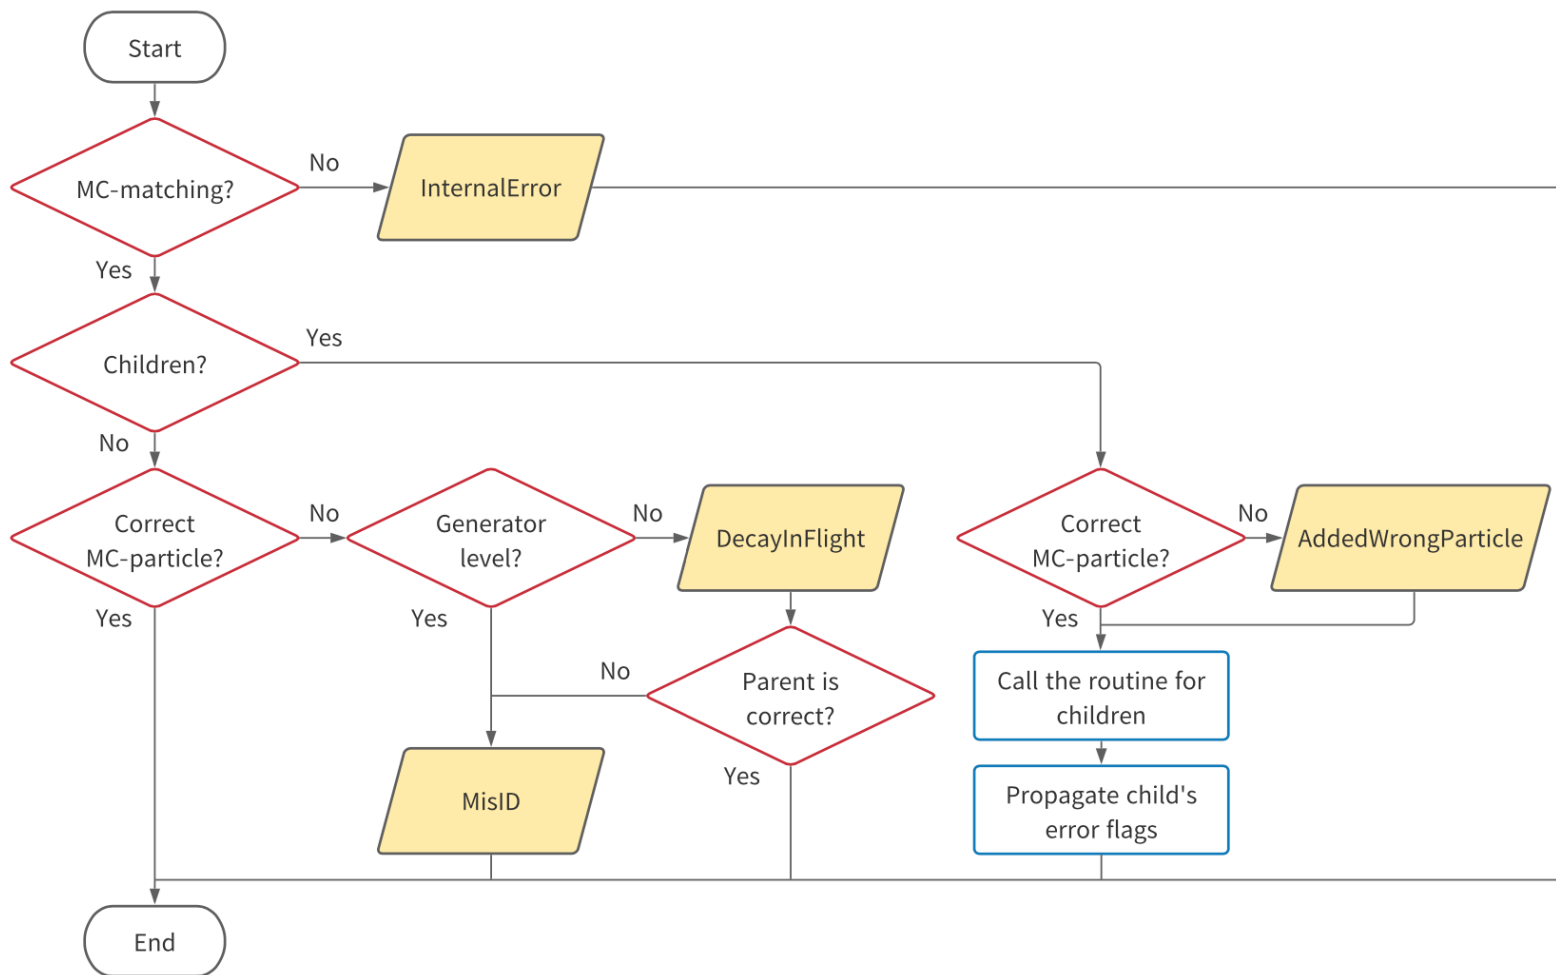 Start
No
MC-matching?
InternalError
Yes
Yes
Children?
No
No
No
No
Correct
MC-particle?
Generator
level?
DecayInFlight
Correct
MC-particle?
AddedWrongParticle
Yes
Yes
Yes
No
Parent is
correct?
Call the routine for
children
Yes
MisID
Propagate child's
error flags
End